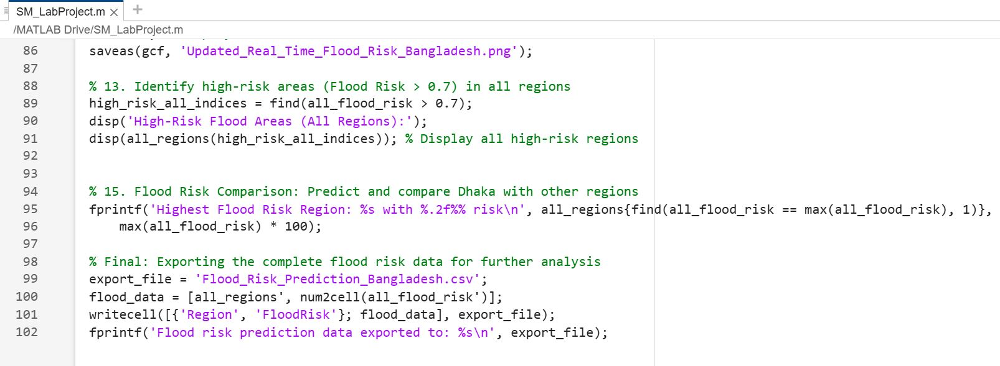 SM_LabProject.m
/MATLAB Drive/SM_LabProject.m
86 saveas(gcf, 'Updated_Real_Time_Flood_Risk_Bangladesh.png');
87
88 % 13. Identify high-risk areas (Flood Risk > 0.7) in all regions
89 high_risk_all_indices = find(all_flood_risk > 0.7);
90 disp('High-Risk Flood Areas (All Regions):');
91 disp(all_regions(high_risk_all_indices)); % Display all high-risk regions
92
93
94 % 15. Flood Risk Comparison: Predict and compare Dhaka with other regions
95 fprintf('Highest Flood Risk Region: %s with %.2f%% risk\n', all_regions{find(all_flood_risk == max(all_flood_risk), 1)},
96     max(all_flood_risk) * 100);
97
98 % Final: Exporting the complete flood risk data for further analysis
99 export_file = 'Flood_Risk_Prediction_Bangladesh.csv';
100 flood_data = [all_regions', num2cell(all_flood_risk')];
101 writecell([{'Region', 'FloodRisk'}; flood_data], export_file);
102 fprintf('Flood risk prediction data exported to: %s\n', export_file);